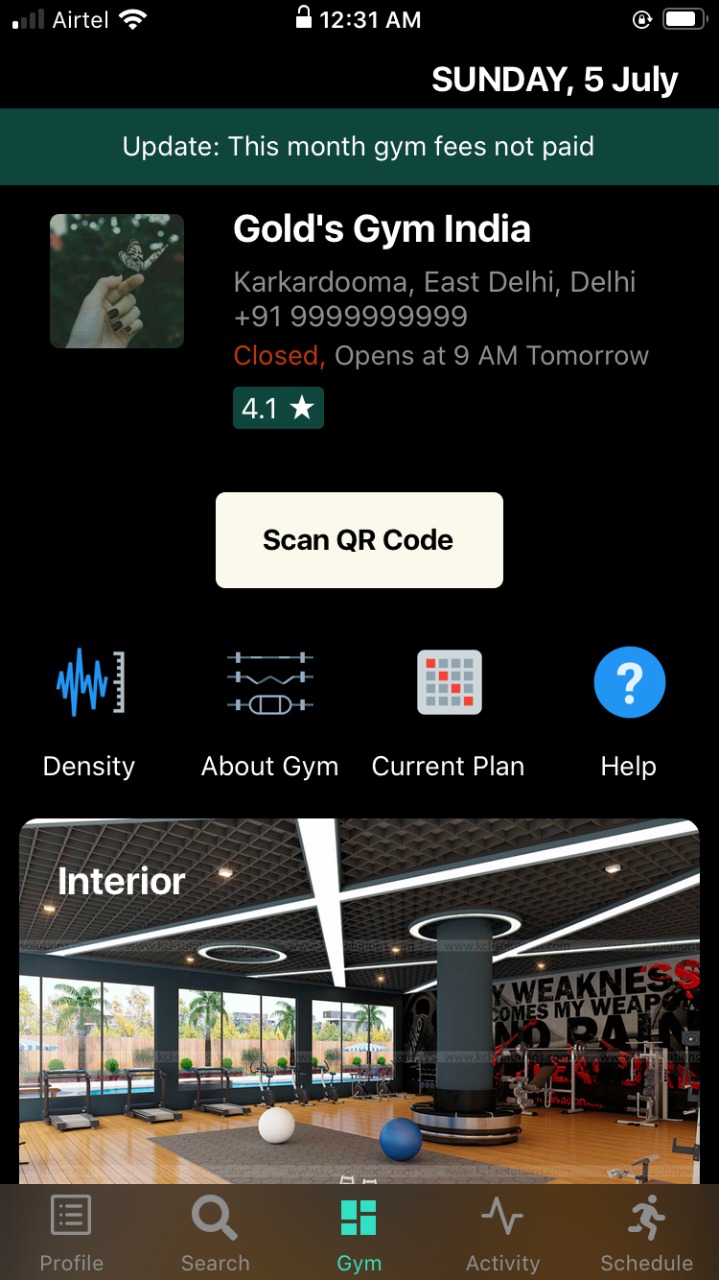 Airtel 12:31 AM
SUNDAY, 5 July
Update: This month gym fees not paid
Gold's Gym India
Karkardooma, East Delhi, Delhi
+91 9999999999
Closed, Opens at 9 AM Tomorrow
4.1 ★
Scan QR Code
Density About Gym Current Plan Help
Interior
Y WEAKNESS
COMES MY WEAPO
NO PAIN
Profile Search Gym Activity Schedule